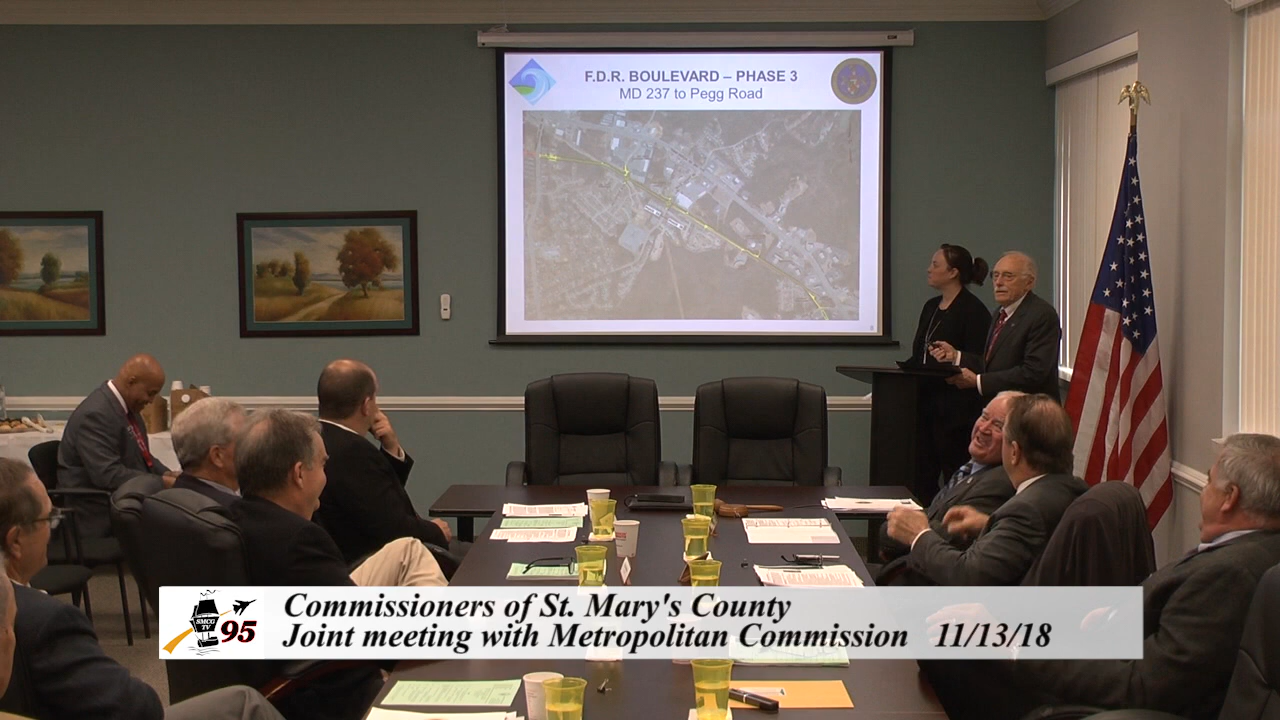 F.D.R. BOULEVARD – PHASE 3
MD 237 to Pegg Road
SMCG
TV
95
Commissioners of St. Mary's County
Joint meeting with Metropolitan Commission 11/13/18